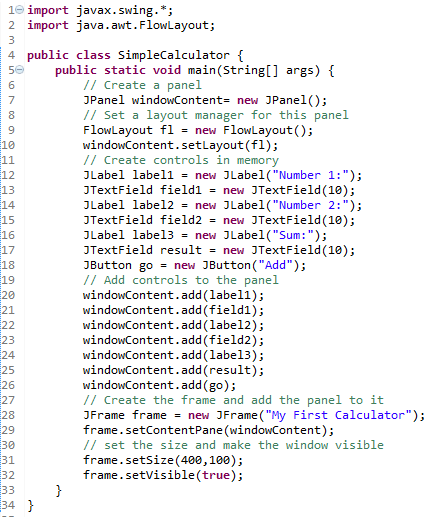 1 import javax.swing.*;
2 import java.awt.FlowLayout;
3
4 public class SimpleCalculator {
5     public static void main(String[] args) {
6         // Create a panel
7         JPanel windowContent= new JPanel();
8         // Set a layout manager for this panel
9         FlowLayout fl = new FlowLayout();
10         windowContent.setLayout(fl);
11         // Create controls in memory
12         JLabel label1 = new JLabel("Number 1:");
13         JTextField field1 = new JTextField(10);
14         JLabel label2 = new JLabel("Number 2:");
15         JTextField field2 = new JTextField(10);
16         JLabel label3 = new JLabel("Sum:");
17         JTextField result = new JTextField(10);
18         JButton go = new JButton("Add");
19         // Add controls to the panel
20         windowContent.add(label1);
21         windowContent.add(field1);
22         windowContent.add(label2);
23         windowContent.add(field2);
24         windowContent.add(label3);
25         windowContent.add(result);
26         windowContent.add(go);
27         // Create the frame and add the panel to it
28         JFrame frame = new JFrame("My First Calculator");
29         frame.setContentPane(windowContent);
30         // set the size and make the window visible
31         frame.setSize(400,100);
32         frame.setVisible(true);
33     }
34 }